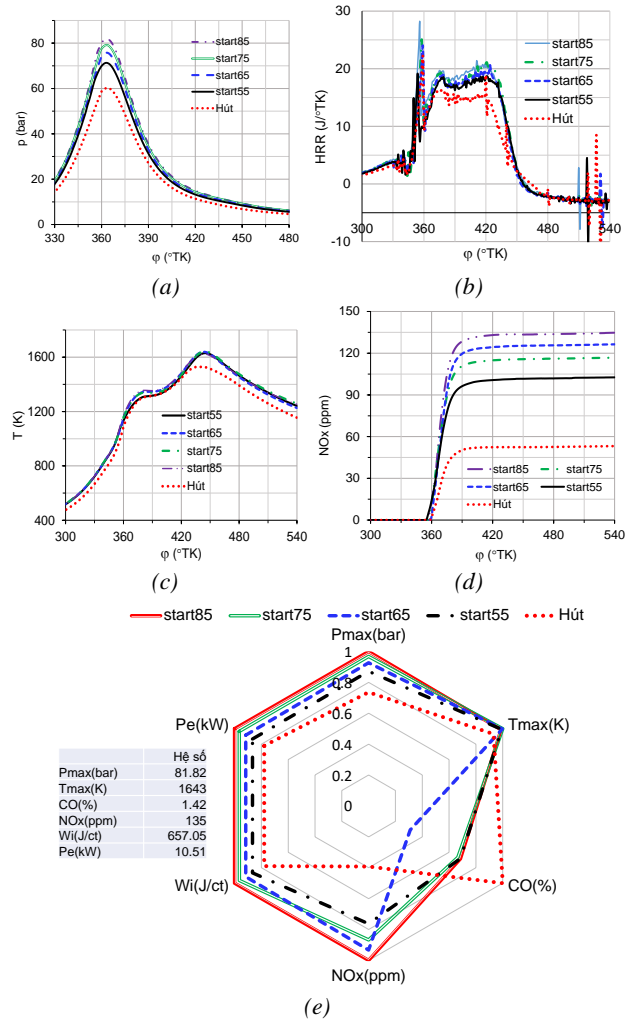 80
60
40
20
0
p (bar)
330
360
390
420
450
480
φ (°TK)
start85
start75
start65
start55
Hút
(a)
30
20
10
0
-10
HRR (J/°TK)
300
360
420
480
540
φ (°TK)
start85
start75
start65
start55
Hút
(b)
1600
1200
800
400
T (K)
300
360
420
480
540
φ (°TK)
start55
start65
start75
start85
Hút
(c)
150
120
90
60
30
0
NOx (ppm)
300
360
420
480
540
φ (°TK)
start85 start75
start65 start55
Hút
(d)
start85 start75 start65 start55 Hút
Pmax(bar)
1
0.8
0.6
0.4
0.2
0
Tmax(K)
CO(%)
NOx(ppm)
Wi(J/ct)
Pe(kW)
Hệ số
Pmax(bar) 81.82
Tmax(K) 1643
CO(%) 1.42
NOx(ppm) 135
Wi(J/ct) 657.05
Pe(kW) 10.51
(e)